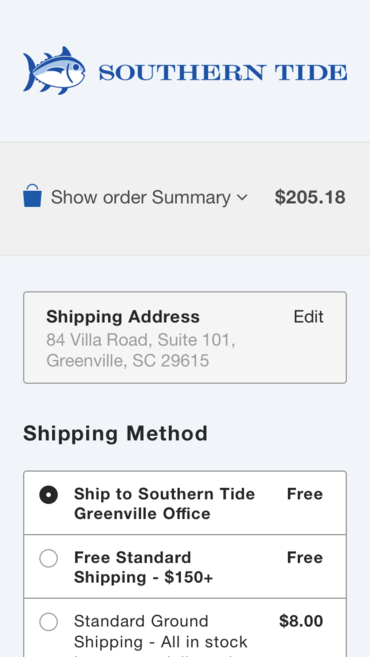 SOUTHERN TIDE
Show order Summary $205.18
Shipping Address Edit
84 Villa Road, Suite 101,
Greenville, SC 29615
Shipping Method
Ship to Southern Tide Free
Greenville Office
Free Standard Free
Shipping - $150+
Standard Ground $8.00
Shipping - All in stock